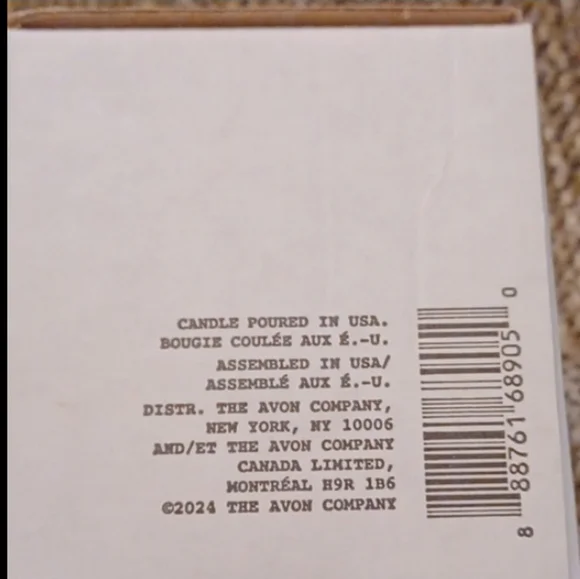 CANDLE POURED IN USA.
BOUGIE COULÉE AUX É.-U.
ASSEMBLED IN USA/
ASSEMBLÉ AUX É.-U.
DISTR. THE AVON COMPANY,
NEW YORK, NY 10006
AND/ET THE AVON COMPANY
CANADA LIMITED,
MONTRÉAL H9R 1B6
©2024 THE AVON COMPANY
8 88761 68905 0